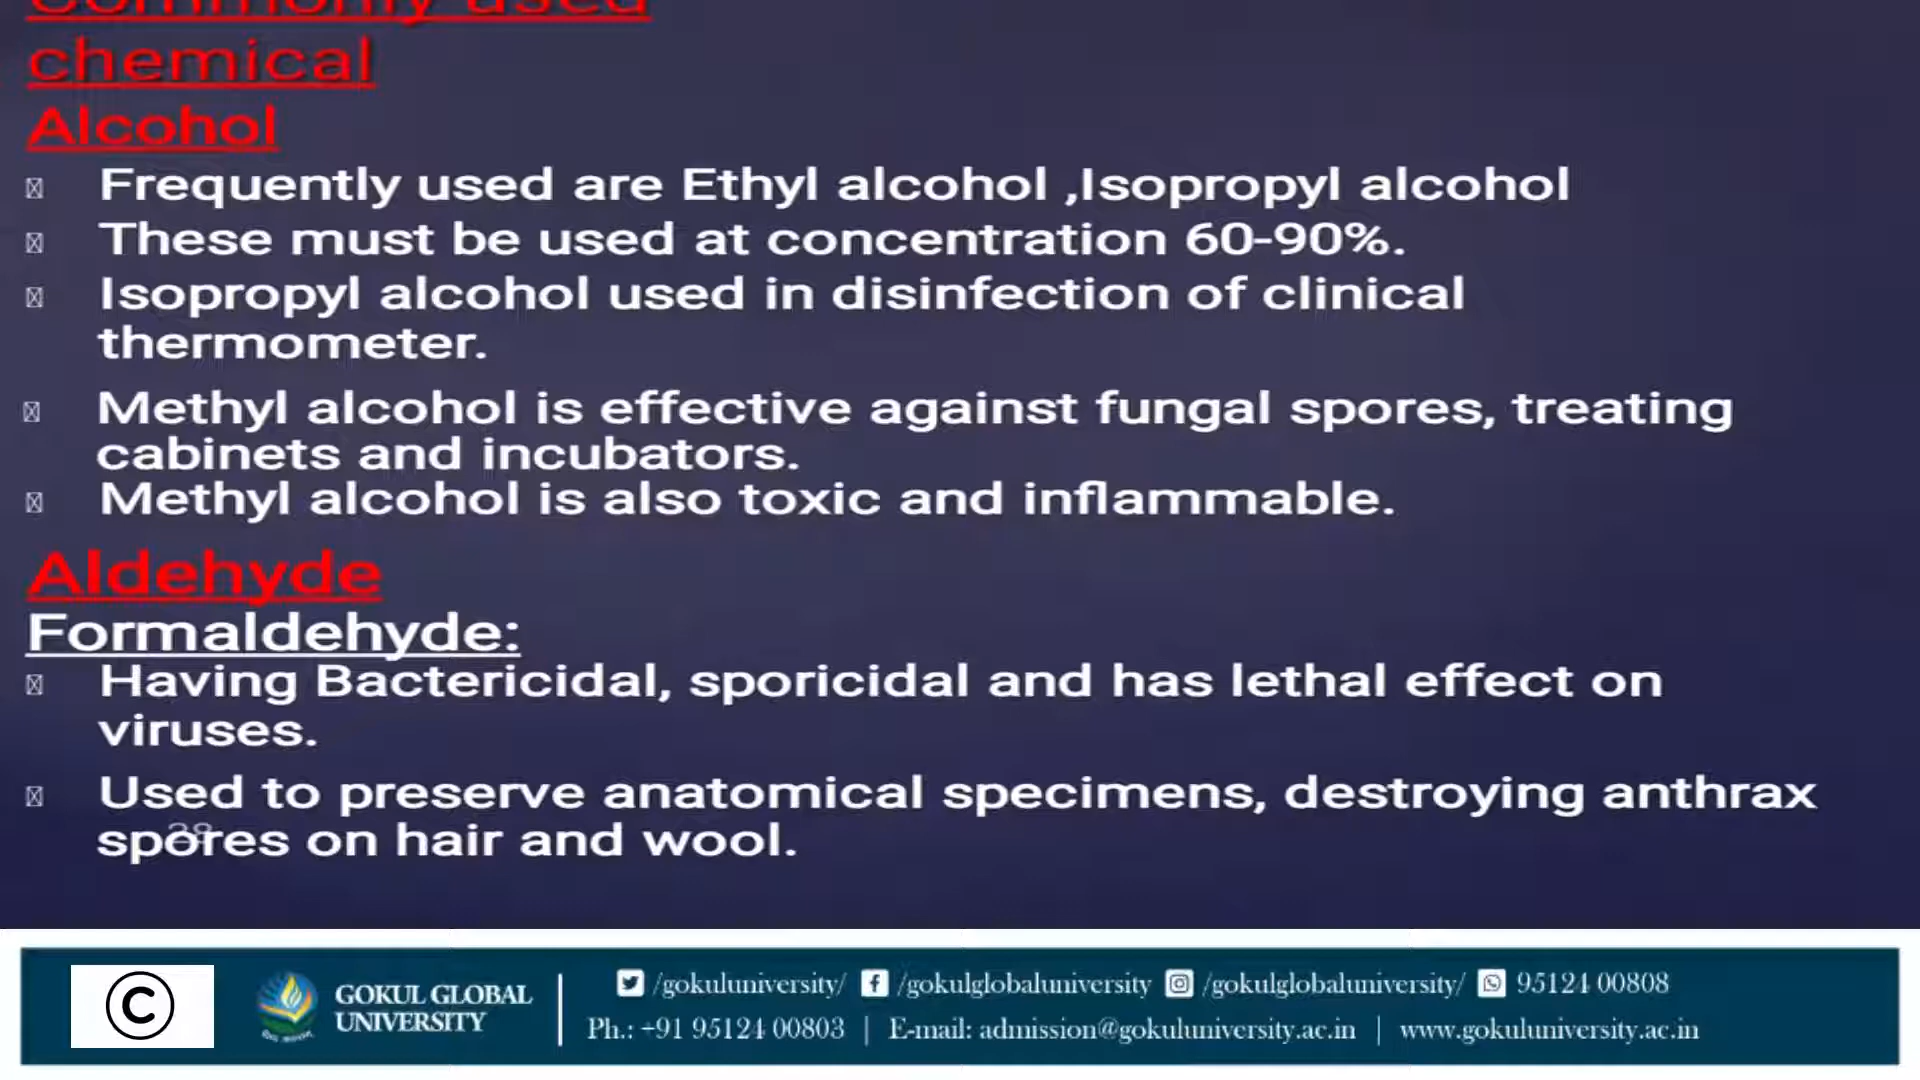 Commonly used
chemical
Alcohol
Frequently used are Ethyl alcohol ,Isopropyl alcohol
These must be used at concentration 60-90%.
Isopropyl alcohol used in disinfection of clinical
thermometer.
Methyl alcohol is effective against fungal spores, treating
cabinets and incubators.
Methyl alcohol is also toxic and inflammable.
Aldehyde
Formaldehyde:
Having Bactericidal, sporicidal and has lethal effect on
viruses.
Used to preserve anatomical specimens, destroying anthrax
spores on hair and wool.
28
©
GOKUL GLOBAL
UNIVERSITY
/gokuluniversity/ /gokulglobaluniversity /gokulglobaluniversity/ 95124 00808
Ph.: +91 95124 00803 | E-mail: admission@gokuluniversity.ac.in | www.gokuluniversity.ac.in